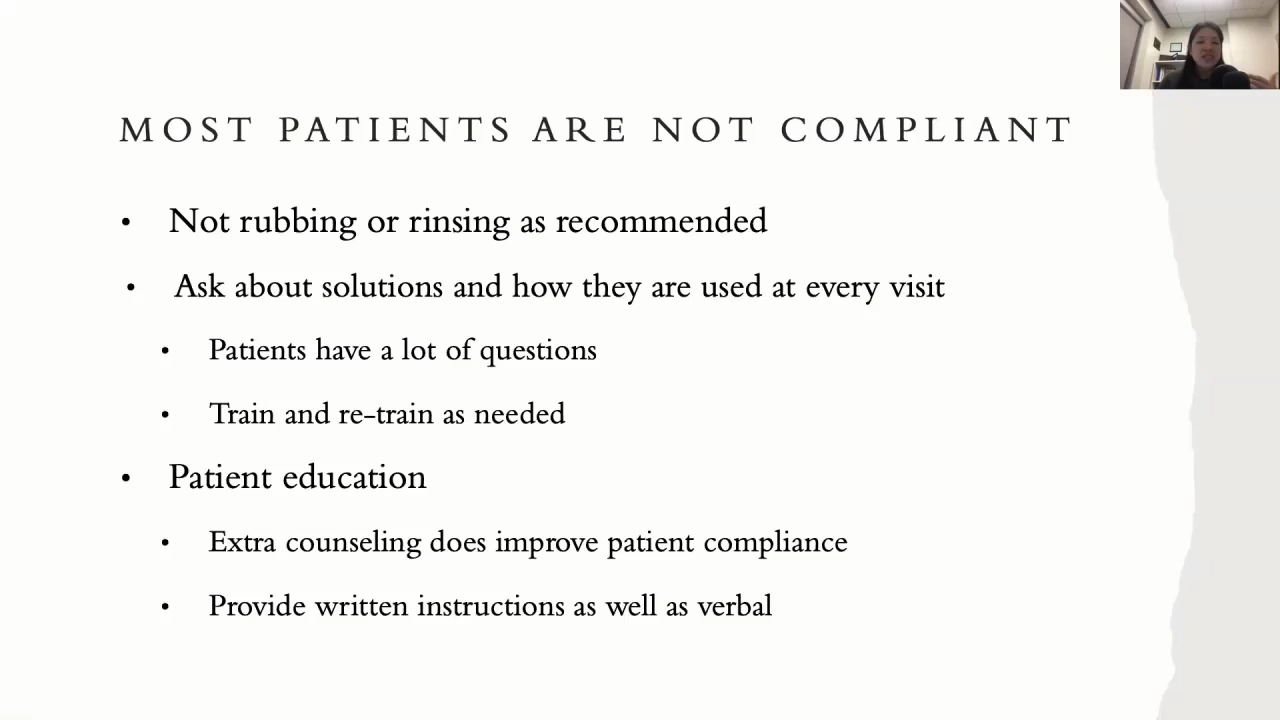 MOST PATIENTS ARE NOT COMPLIANT
• Not rubbing or rinsing as recommended
• Ask about solutions and how they are used at every visit
• Patients have a lot of questions
• Train and re-train as needed
• Patient education
• Extra counseling does improve patient compliance
• Provide written instructions as well as verbal